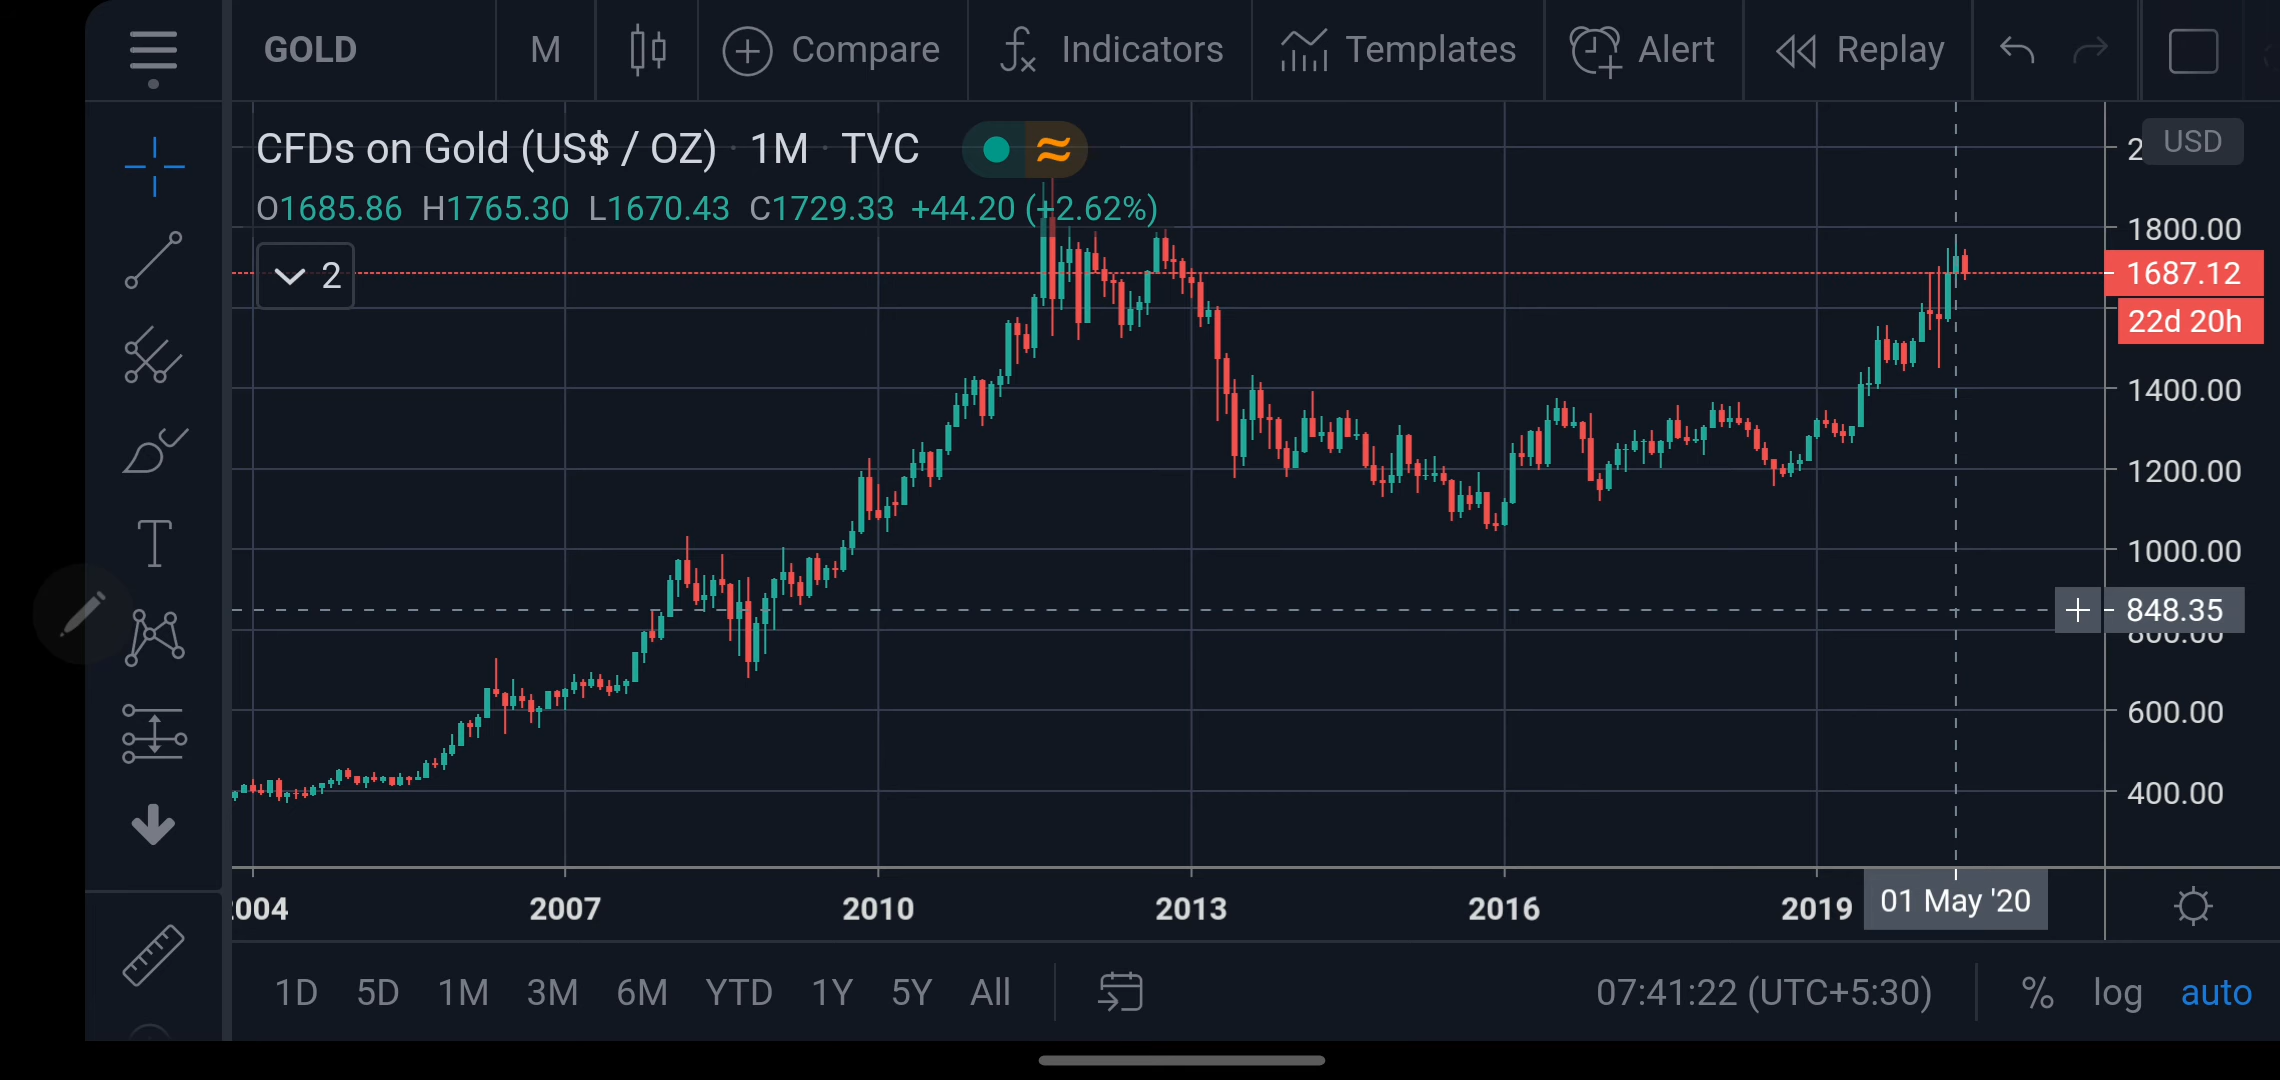 GOLD M Compare Indicators Templates Alert Replay
CFDs on Gold (US$ / OZ) · 1M · TVC
USD
O1685.86 H1765.30 L1670.43 C1729.33 +44.20 (+2.62%)
2
1800.00
1687.12
22d 20h
1400.00
1200.00
1000.00
848.35
800.00
600.00
400.00
2007 2010 2013 2016 2019 01 May '20
1D 5D 1M 3M 6M YTD 1Y 5Y All 07:41:22 (UTC+5:30) % log auto